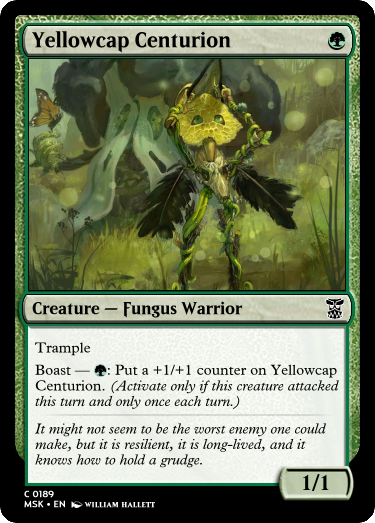 Yellowcap Centurion
Creature — Fungus Warrior
Trample
Boast — : Put a +1/+1 counter on Yellowcap
Centurion. (Activate only if this creature attacked
this turn and only once each turn.)
It might not seem to be the worst enemy one could
make, but it is resilient, it is long-lived, and it
knows how to hold a grudge.
1/1
C 0189
MSK • EN WILLIAM HALLETT